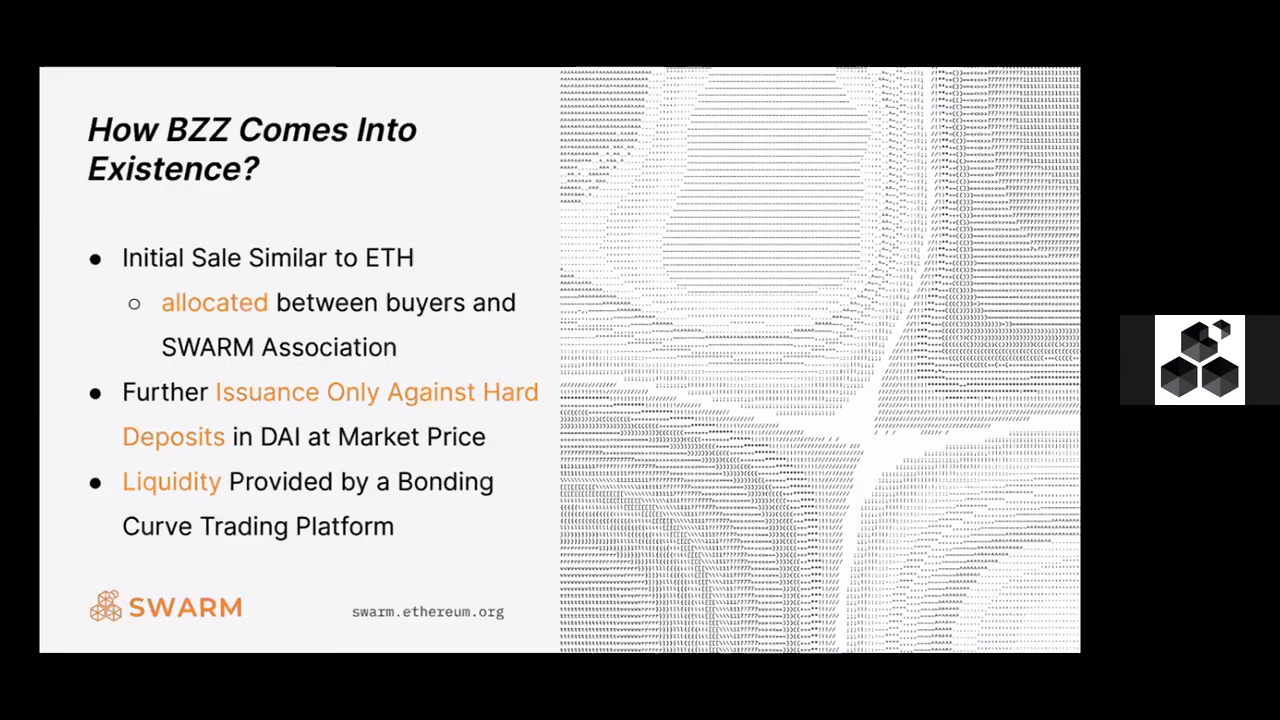 How BZZ Comes Into
Existence?
● Initial Sale Similar to ETH
○ allocated between buyers and
SWARM Association
● Further Issuance Only Against Hard
Deposits in DAI at Market Price
● Liquidity Provided by a Bonding
Curve Trading Platform
SWARM
swarm.ethereum.org